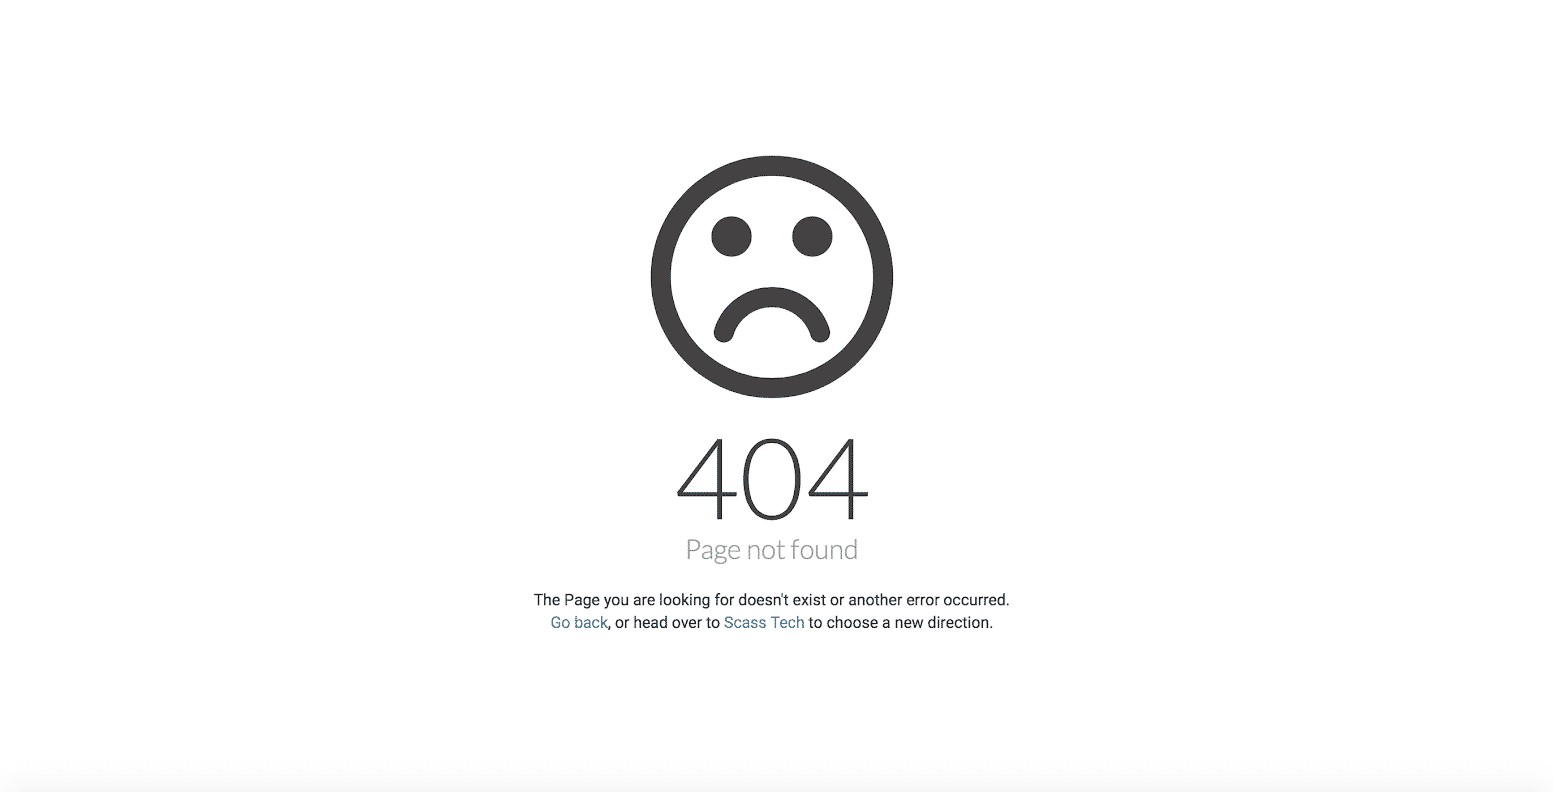 404
Page not found
The Page you are looking for doesn't exist or another error occurred.
Go back, or head over to Scass Tech to choose a new direction.